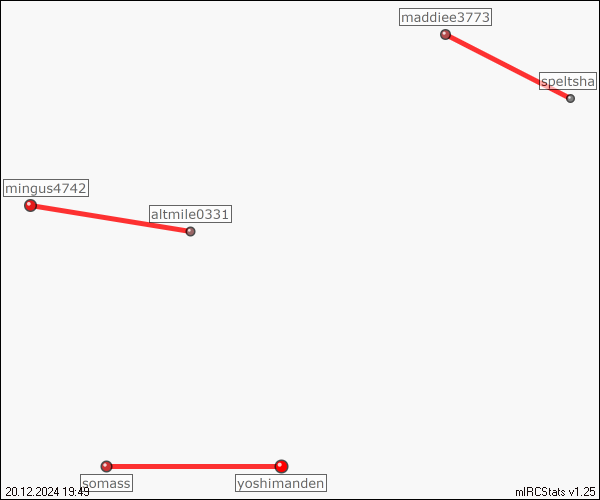 maddiee3773
speltsha
mingus4742
altmile0331
somass
yoshimanden
20.12.2024 19:49
mIRCStats v1.25